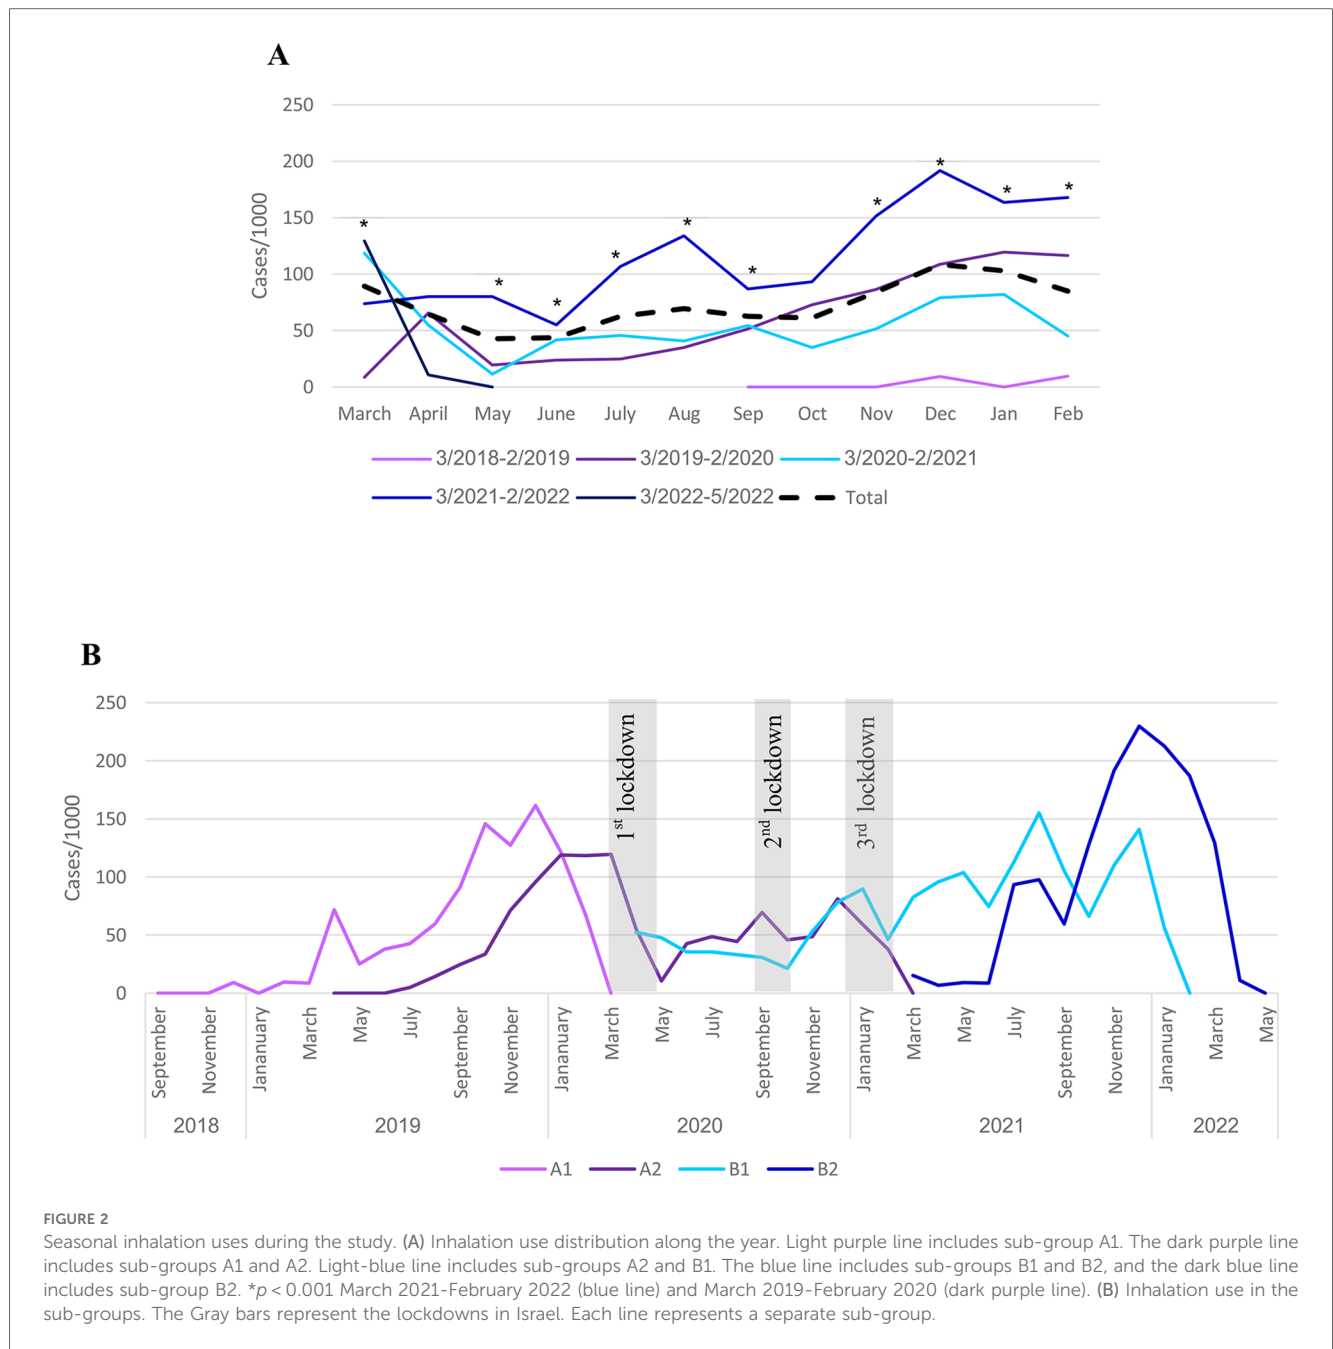 A
250
200
150
100
50
0
Cases/1000
* * * * * * * * * * *
March April May June July Aug Sep Oct Nov Dec Jan Feb
3/2018-2/2019 3/2019-2/2020 3/2020-2/2021
3/2021-2/2022 3/2022-5/2022 Total
B
250
200
150
100
50
0
Cases/1000
1st lockdown
2nd lockdown
3rd lockdown
September November Jananuary March May July September November Jananuary March May July September November Jananuary March May July September November Jananuary March May
2018 2019 2020 2021 2022
A1 A2 B1 B2
FIGURE 2
Seasonal inhalation uses during the study. (A) Inhalation use distribution along the year. Light purple line includes sub-group A1. The dark purple line
includes sub-groups A1 and A2. Light-blue line includes sub-groups A2 and B1. The blue line includes sub-groups B1 and B2, and the dark blue line
includes sub-group B2. *p < 0.001 March 2021-February 2022 (blue line) and March 2019-February 2020 (dark purple line). (B) Inhalation use in the
sub-groups. The Gray bars represent the lockdowns in Israel. Each line represents a separate sub-group.